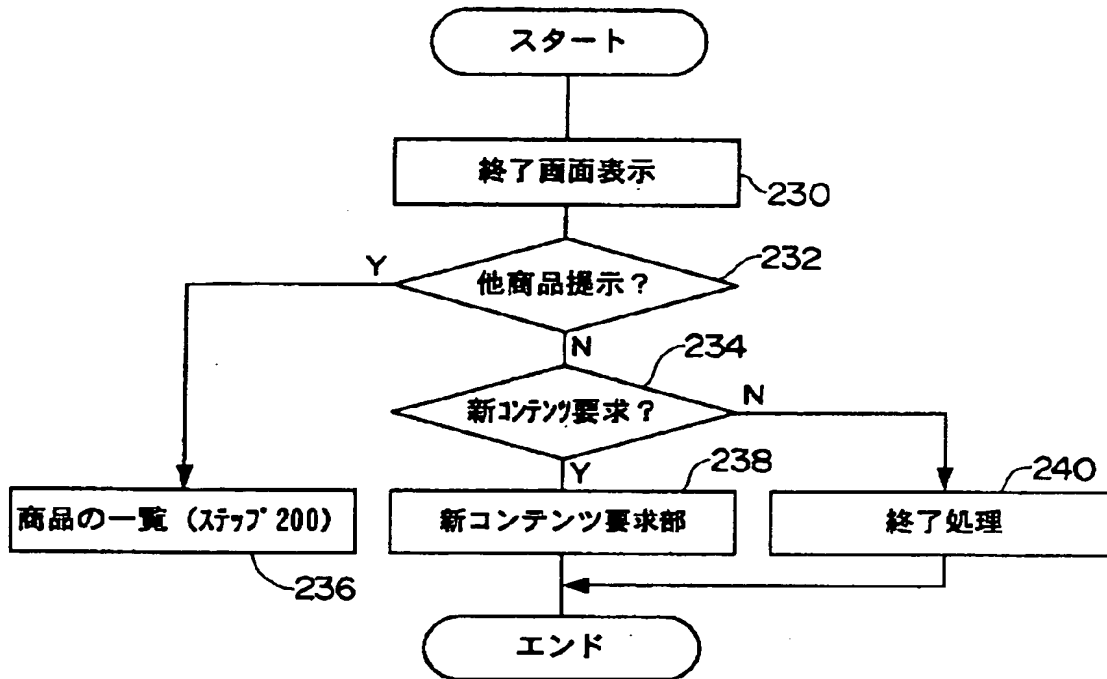 スタート
終了画面表示
230
Y
他商品提示？
232
N
234
新コンテンツ要求？
N
Y
238
240
商品の一覧（ステップ200）
新コンテンツ要求部
終了処理
236
エンド